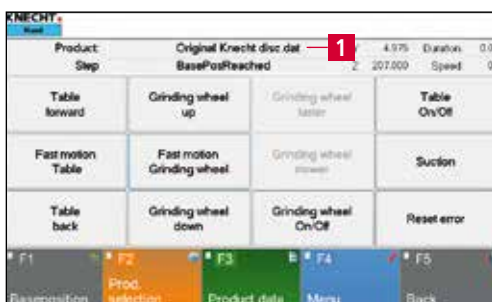 KNECHT.
Product: Original Knecht disc.dat 1 4.975 Duration: 0.0
Step BasePosReached Z 207.000 Speed
Table forward
Grinding wheel up
Grinding wheel faster
Table On/Off
Fast motion Table
Fast motion Grinding wheel
Grinding wheel slower
Suction
Table back
Grinding wheel down
Grinding wheel On/Off
Reset error
F1 F2 F3 F4 F5
Baseposition Prod. selection Product data Menu Back